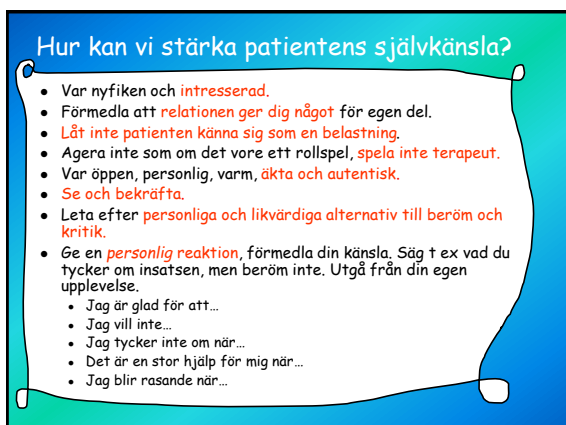 Hur kan vi stärka patientens självkänsla?
● Var nyfiken och intresserad.
● Förmedla att relationen ger dig något för egen del.
● Låt inte patienten känna sig som en belastning.
● Agera inte som om det vore ett rollspel, spela inte terapeut.
● Var öppen, personlig, varm, äkta och autentisk.
● Se och bekräfta.
● Leta efter personliga och likvärdiga alternativ till beröm och
kritik.
● Ge en personlig reaktion, förmedla din känsla. Säg t ex vad du
tycker om insatsen, men beröm inte. Utgå från din egen
upplevelse.
● Jag är glad för att…
● Jag vill inte…
● Jag tycker inte om när…
● Det är en stor hjälp för mig när…
● Jag blir rasande när…